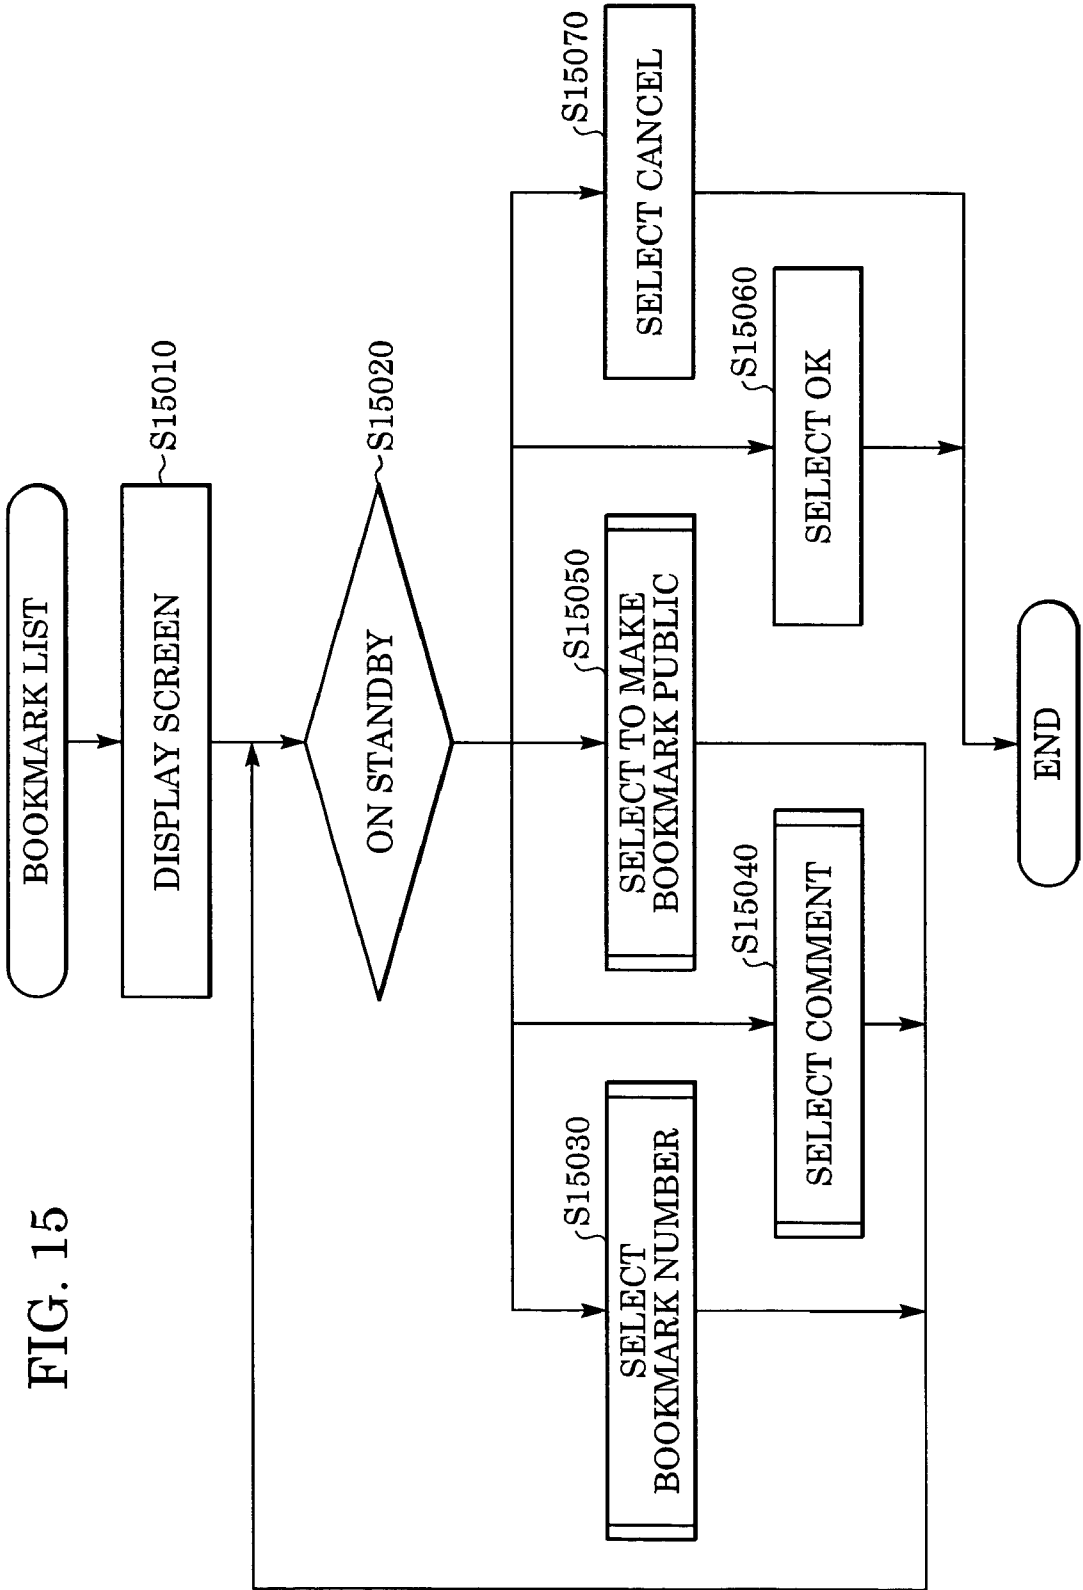 FIG. 15
BOOKMARK LIST
DISPLAY SCREEN
S15010
ON STANDBY
S15020
SELECT
BOOKMARK NUMBER
S15030
SELECT COMMENT
S15040
SELECT TO MAKE
BOOKMARK PUBLIC
S15050
SELECT OK
S15060
SELECT CANCEL
S15070
END